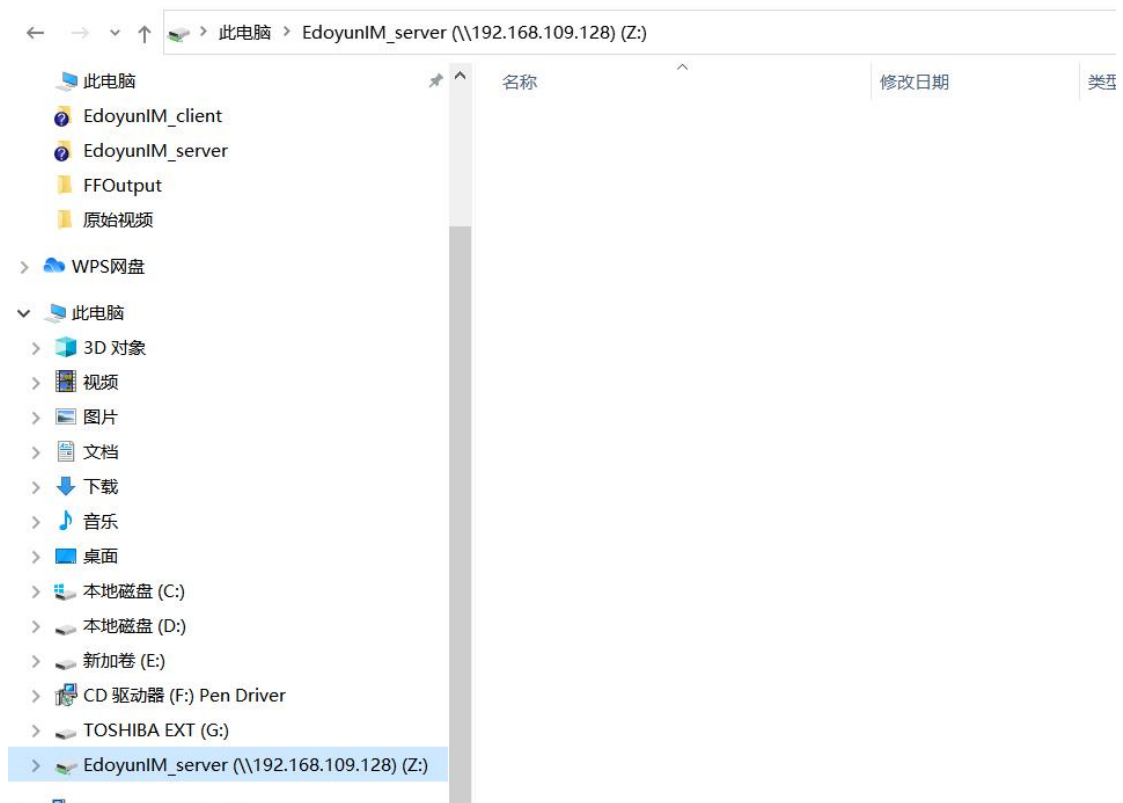 此电脑 EdoyunIM_server (\\192.168.109.128) (Z:)
此电脑
EdoyunIM_client
EdoyunIM_server
FFOutput
原始视频
WPS网盘
此电脑
3D 对象
视频
图片
文档
下载
音乐
桌面
本地磁盘 (C:)
本地磁盘 (D:)
新加卷 (E:)
CD 驱动器 (F:) Pen Driver
TOSHIBA EXT (G:)
EdoyunIM_server (\\192.168.109.128) (Z:)
名称 修改日期 类型